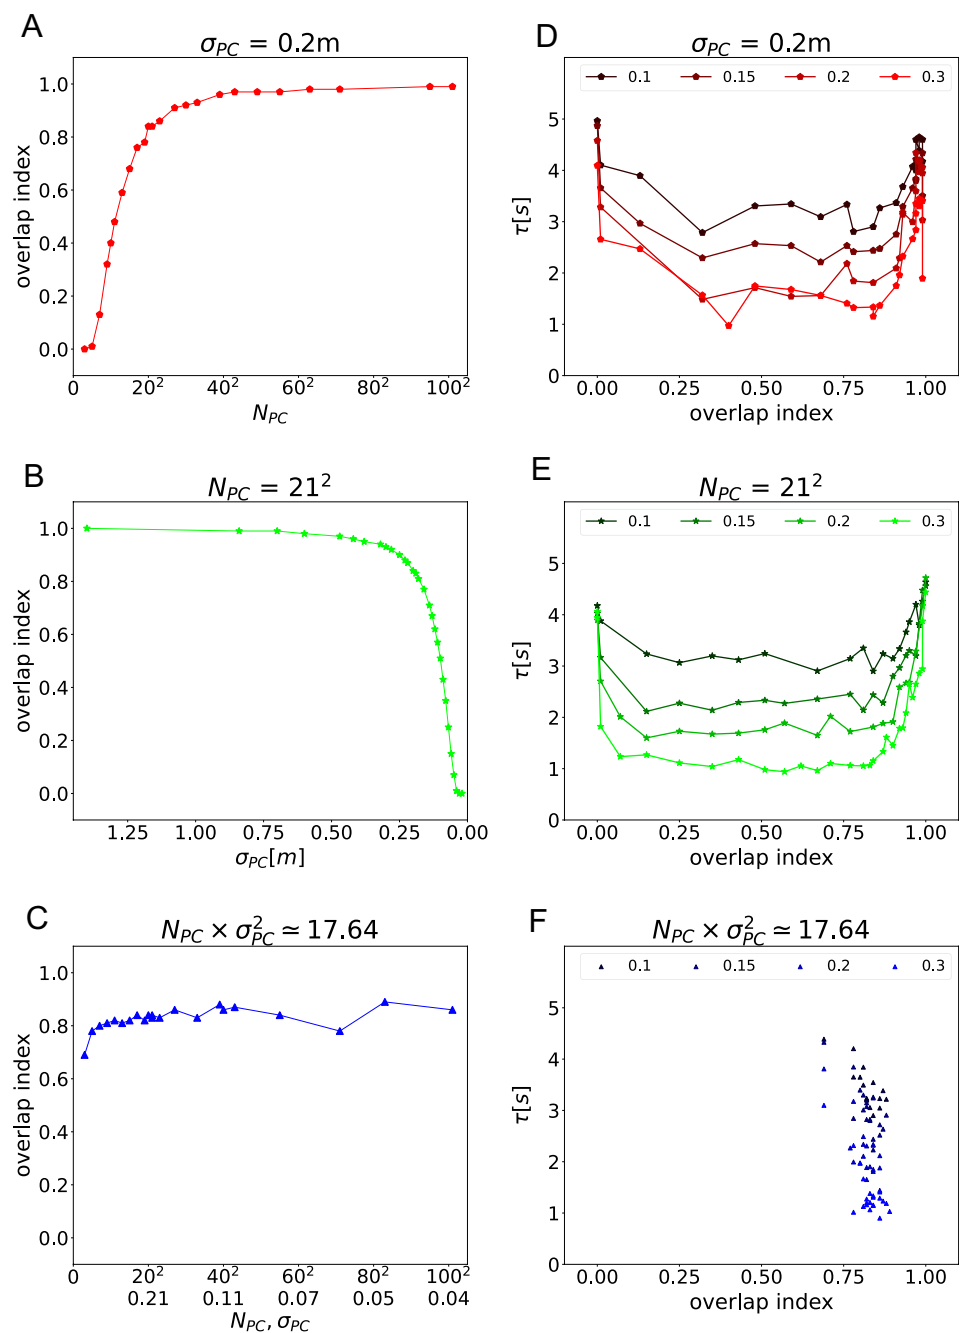 A
σ_PC = 0.2m
overlap index
1.0
0.8
0.6
0.4
0.2
0.0
0 20² 40² 60² 80² 100²
N_PC
D
σ_PC = 0.2m
0.1 0.15 0.2 0.3
τ[s]
5
4
3
2
1
0
0.00 0.25 0.50 0.75 1.00
overlap index
B
N_PC = 21²
overlap index
1.0
0.8
0.6
0.4
0.2
0.0
1.25 1.00 0.75 0.50 0.25 0.00
σ_PC[m]
E
N_PC = 21²
0.1 0.15 0.2 0.3
τ[s]
5
4
3
2
1
0
0.00 0.25 0.50 0.75 1.00
overlap index
C
N_PC × σ²_PC ≃ 17.64
overlap index
1.0
0.8
0.6
0.4
0.2
0.0
0 20² 40² 60² 80² 100²
0.21 0.11 0.07 0.05 0.04
N_PC, σ_PC
F
N_PC × σ²_PC ≃ 17.64
0.1 0.15 0.2 0.3
τ[s]
5
4
3
2
1
0
0.00 0.25 0.50 0.75 1.00
overlap index